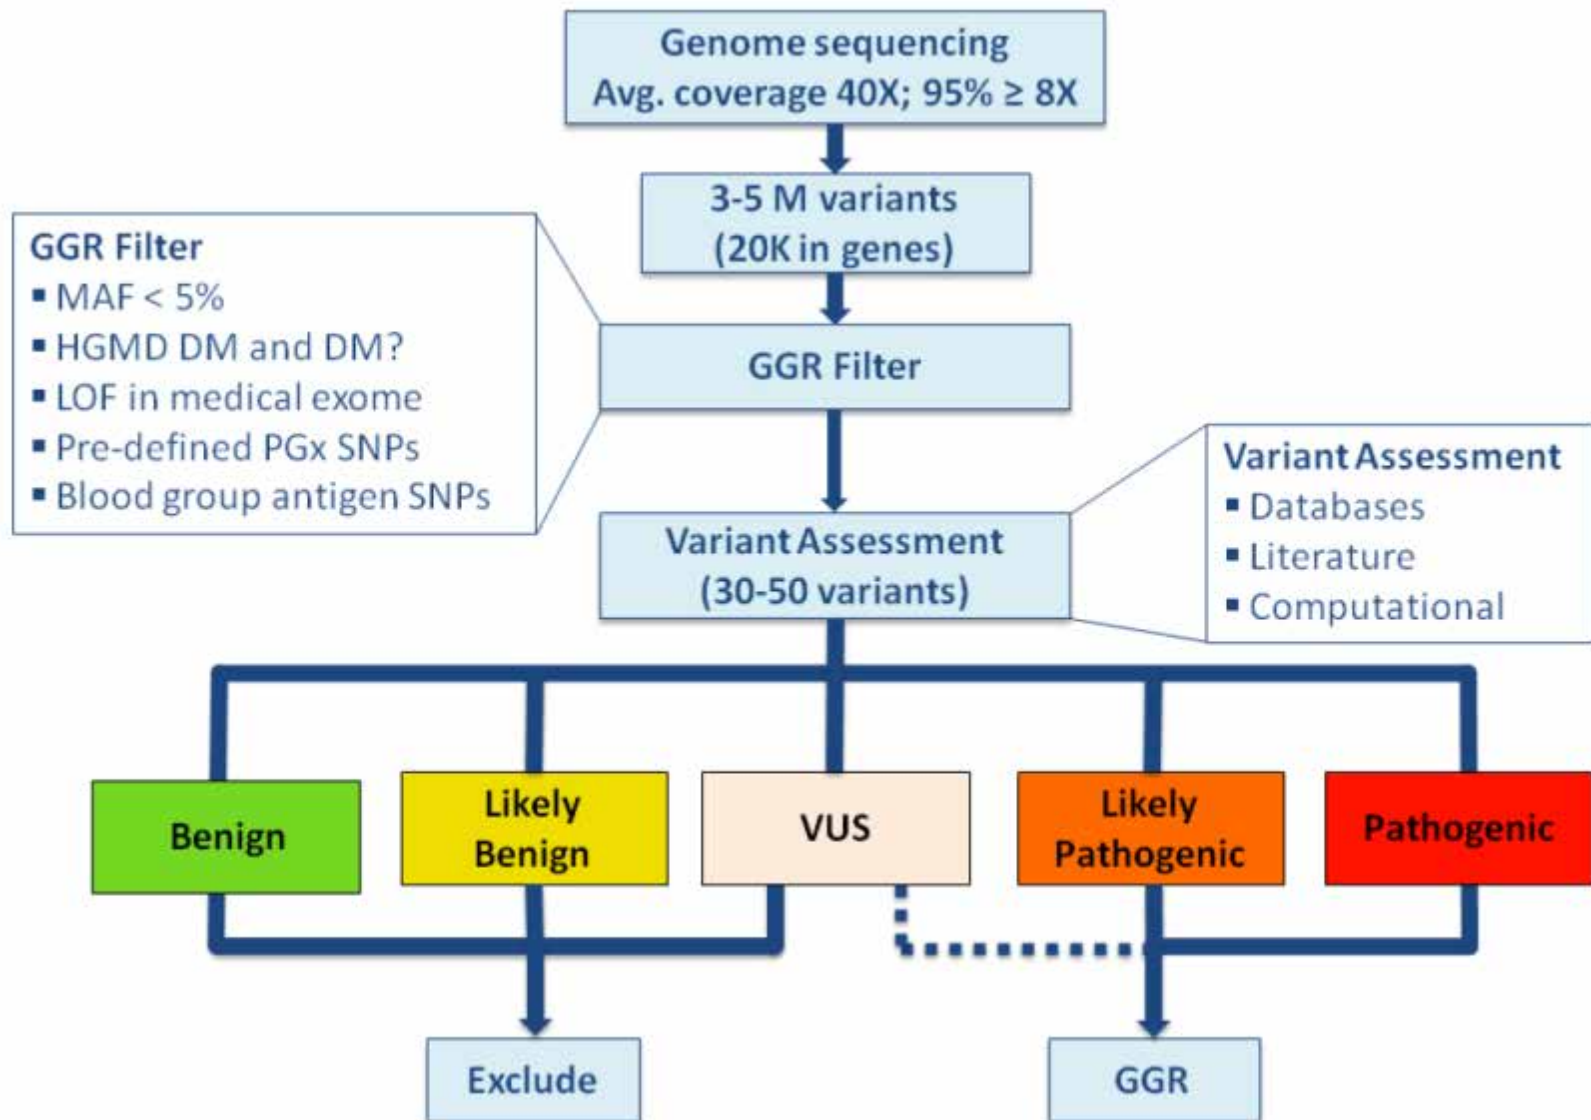 Genome sequencing
Avg. coverage 40X; 95% ≥ 8X
3-5 M variants
(20K in genes)
GGR Filter
▪ MAF < 5%
▪ HGMD DM and DM?
▪ LOF in medical exome
▪ Pre-defined PGx SNPs
▪ Blood group antigen SNPs
GGR Filter
Variant Assessment
(30-50 variants)
Variant Assessment
▪ Databases
▪ Literature
▪ Computational
Benign
Likely
Benign
VUS
Likely
Pathogenic
Pathogenic
Exclude
GGR